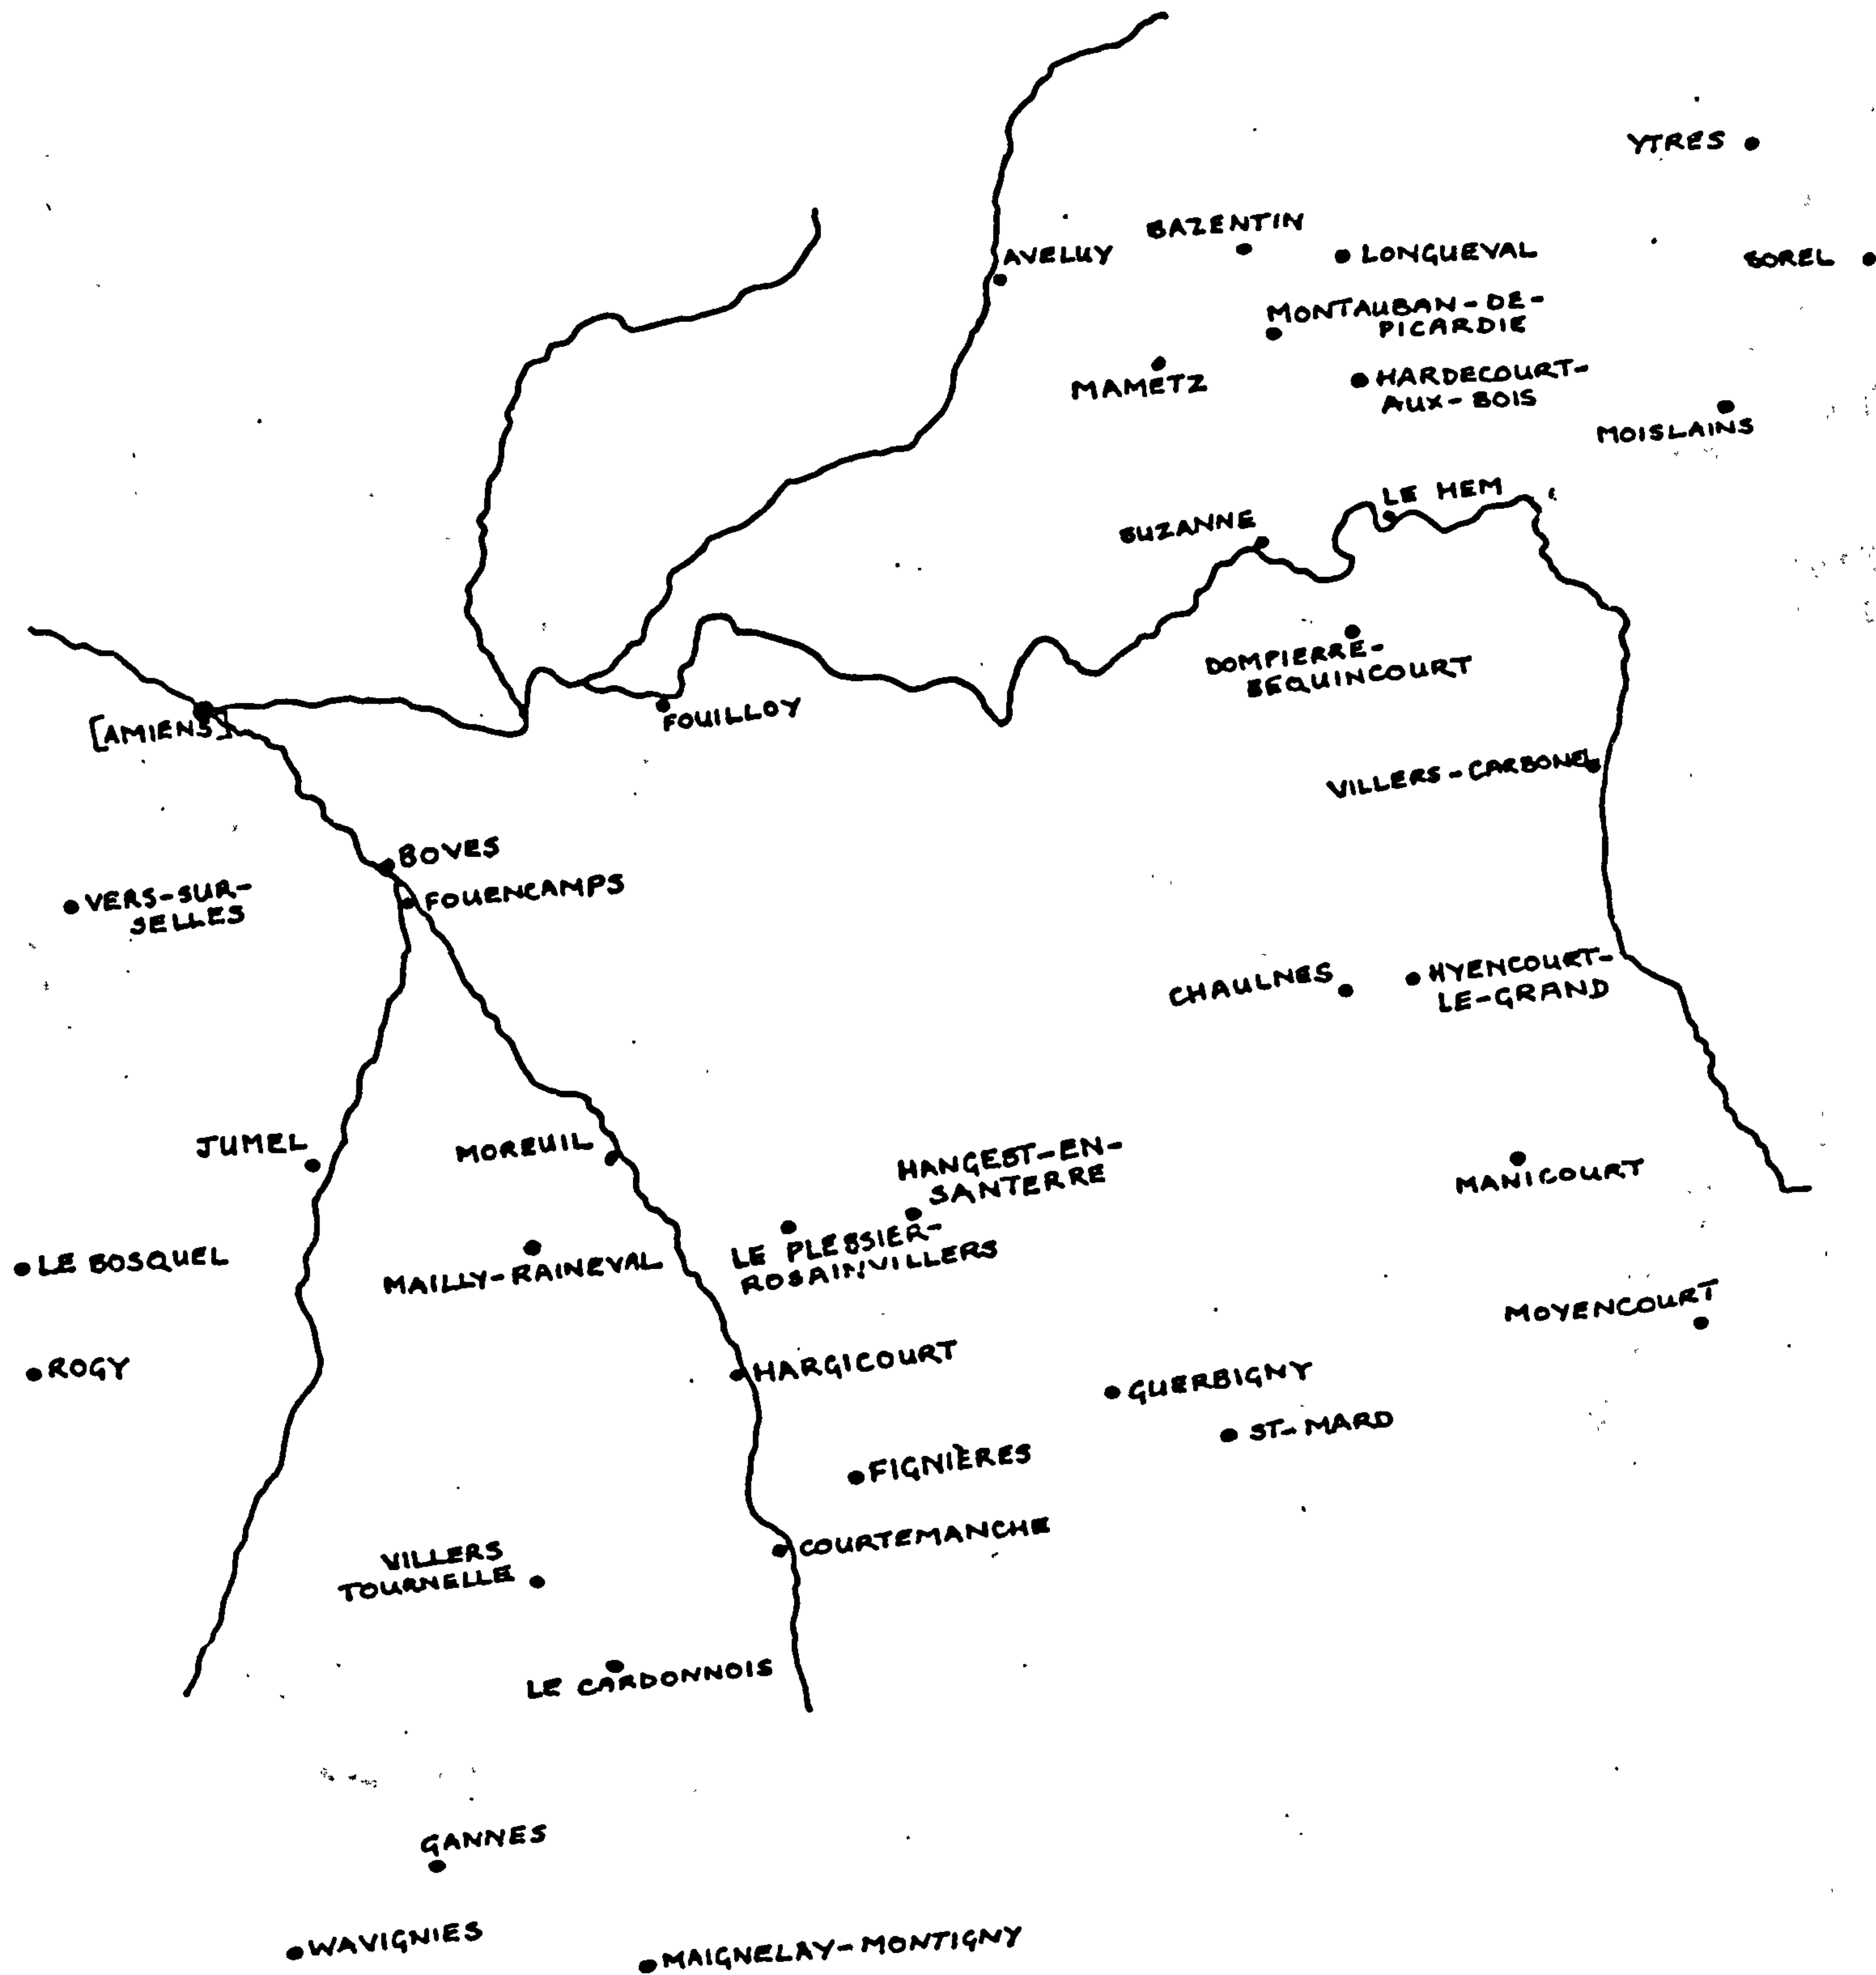 YTRES
BAZENTIN
AVELUY
LONGUEVAL
SOREL
MONTAUBAN-DE-
PICARDIE
MAMETZ
HARDECOURT-
AUX-BOIS
MOISLAINS
LE HEM
SUZANNE
DOMPIERRE-
BEQUINCOURT
[AMIENS]
FOUILLOY
VILLERS-CARBONEL
BOVES
FOUENCAMPS
VERS-SUR-
SELLES
CHAULNES
HYENCOURT-
LE-GRAND
JUMEL
MOREUIL
HANGEST-EN-
SANTERRE
MANICOURT
LE BOSQUEL
MAILLY-RAINEVAL
LE PLESSIER-
ROSAINVILLERS
MOYENCOURT
ROGY
HARGICOURT
GUERBIGNY
ST-MARD
FIGNIÈRES
COURTEMANCHE
VILLERS
TOURNELLE
LE CARDONNOIS
GANNES
WAVIGNIES
MAIGNELAY-MONTIGNY